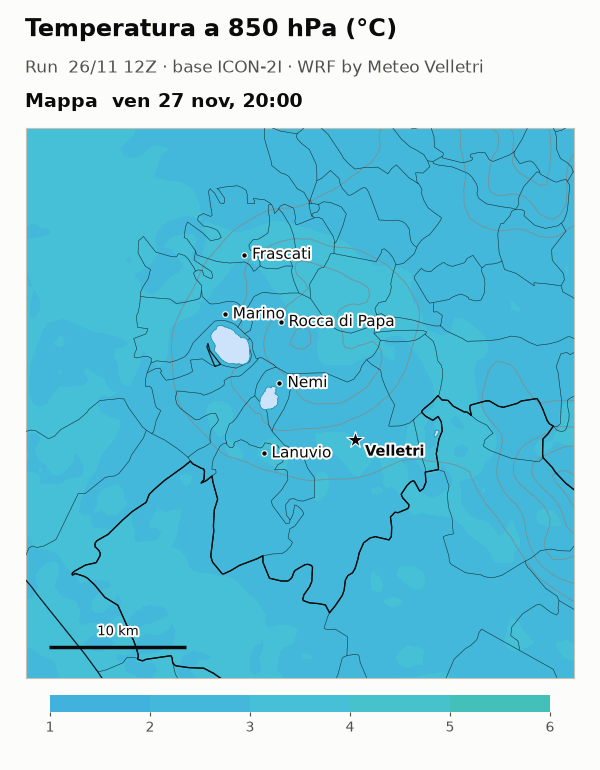 Temperatura a 850 hPa (°C)
Run  26/11 12Z · base ICON-2I · WRF by Meteo Velletri
Mappa  ven 27 nov, 20:00
Frascati
Marino
Rocca di Papa
Nemi
Velletri
Lanuvio
10 km
1 2 3 4 5 6